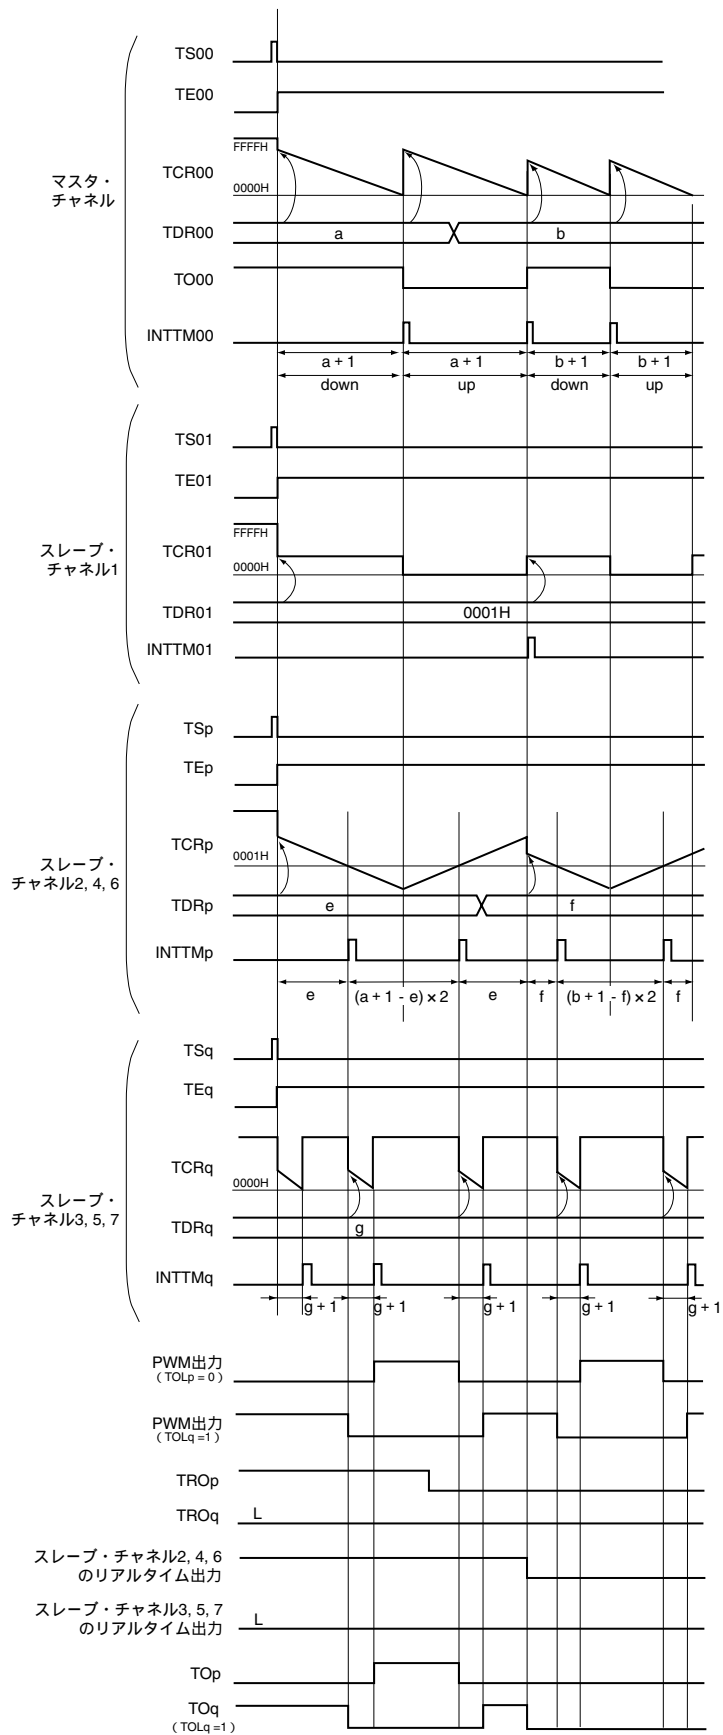 TS00
TE00
FFFFH
マスタ・
チャネル
TCR00
0000H
TDR00
a
b
TO00
INTTM00
a + 1
a + 1
b + 1
b + 1
down
up
down
up
TS01
TE01
FFFFH
スレーブ・
チャネル1
TCR01
0000H
TDR01
0001H
INTTM01
TSp
TEp
スレーブ・
チャネル2, 4, 6
TCRp
0001H
TDRp
e
f
INTTMp
e
(a + 1 - e) × 2
e
f
(b + 1 - f) × 2
f
TSq
TEq
スレーブ・
チャネル3, 5, 7
TCRq
0000H
TDRq
g
INTTMq
g + 1
g + 1
g + 1
g + 1
g + 1
PWM出力
(TOLp = 0)
PWM出力
(TOLq =1)
TROp
TROq
L
スレーブ・チャネル2, 4, 6
のリアルタイム出力
スレーブ・チャネル3, 5, 7
のリアルタイム出力
L
TOp
TOq
(TOLq =1)